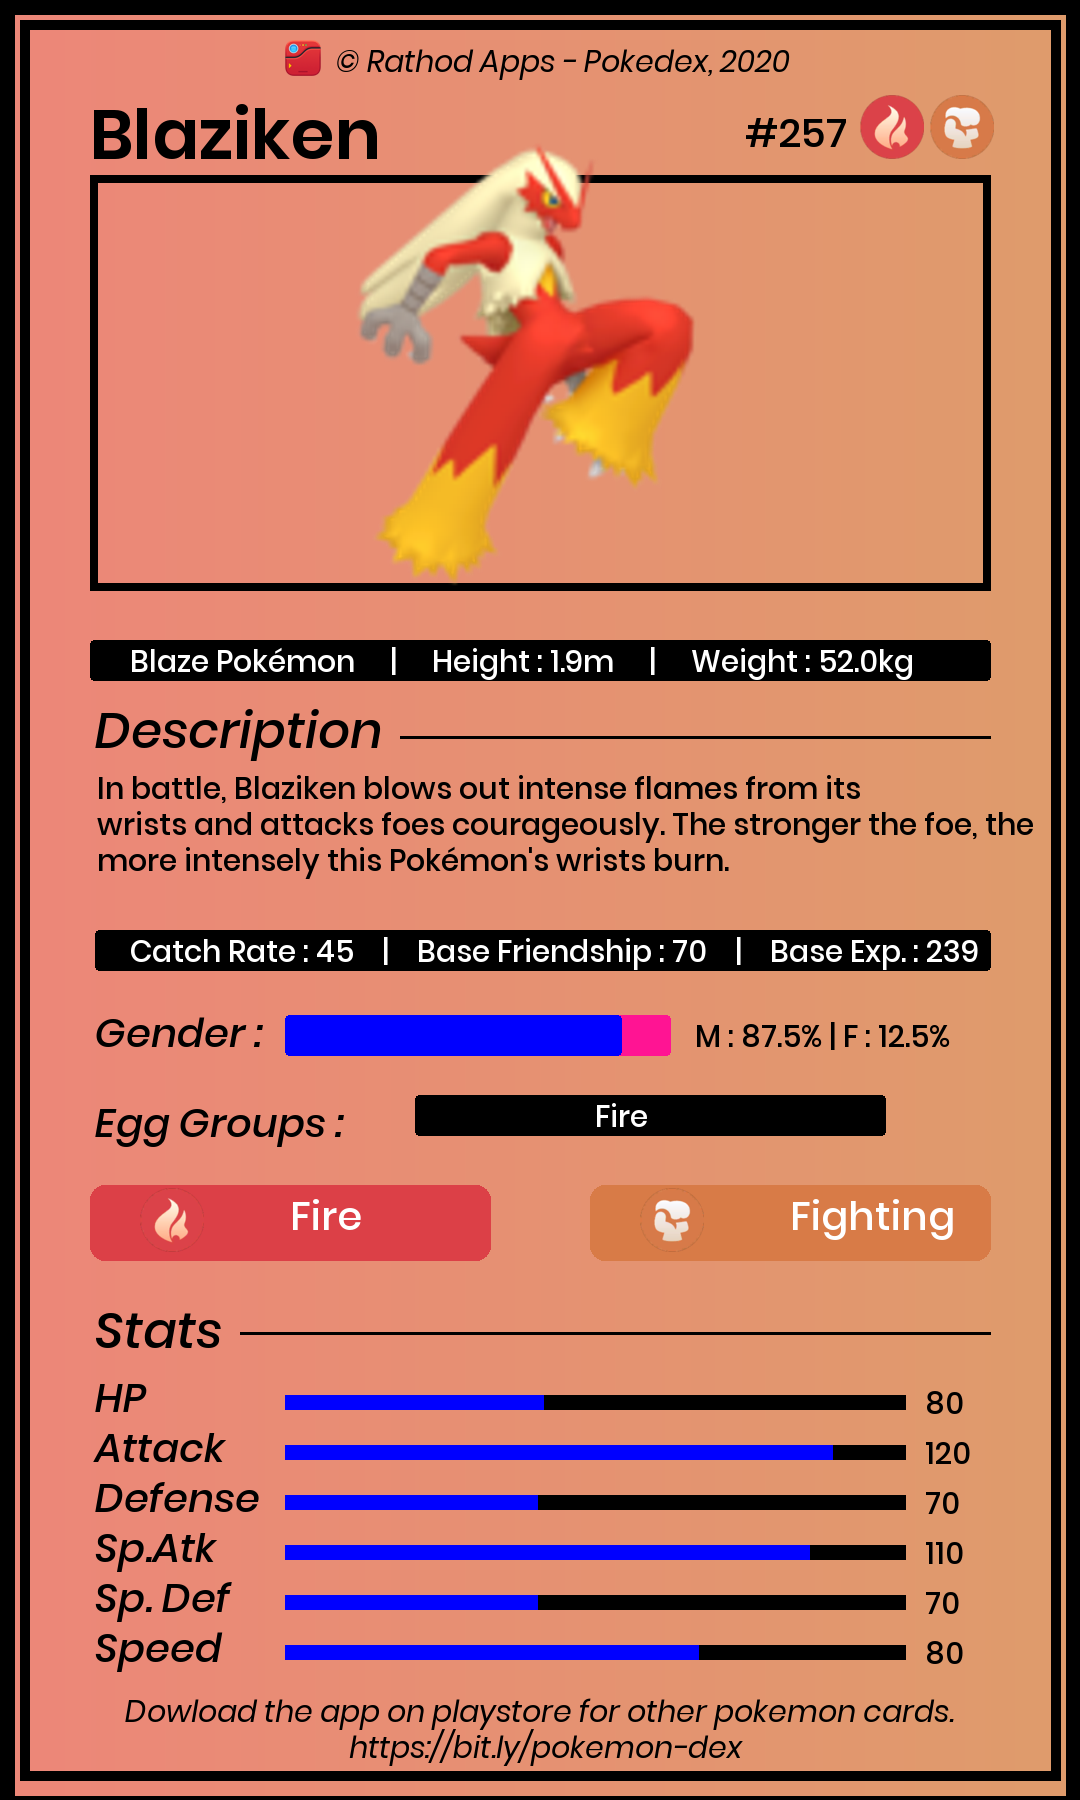 © Rathod Apps - Pokedex, 2020
Blaziken #257
Blaze Pokémon | Height : 1.9m | Weight : 52.0kg
Description
In battle, Blaziken blows out intense flames from its
wrists and attacks foes courageously. The stronger the foe, the
more intensely this Pokémon's wrists burn.
Catch Rate : 45 | Base Friendship : 70 | Base Exp. : 239
Gender : M : 87.5% | F : 12.5%
Egg Groups : Fire
Fire Fighting
Stats
HP 80
Attack 120
Defense 70
Sp.Atk 110
Sp. Def 70
Speed 80
Dowload the app on playstore for other pokemon cards.
https://bit.ly/pokemon-dex